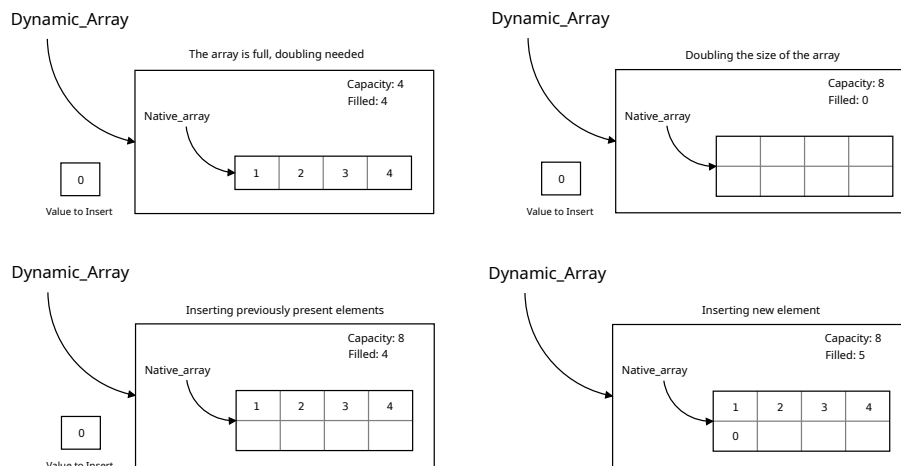 Dynamic_Array
The array is full, doubling needed
Capacity: 4
Filled: 4
Native_array
1 2 3 4
0
Value to Insert
Dynamic_Array
Doubling the size of the array
Capacity: 8
Filled: 0
Native_array
0
Value to Insert
Dynamic_Array
Inserting previously present elements
Capacity: 8
Filled: 4
Native_array
1 2 3 4
0
Value to Insert
Dynamic_Array
Inserting new element
Capacity: 8
Filled: 5
Native_array
1 2 3 4
0